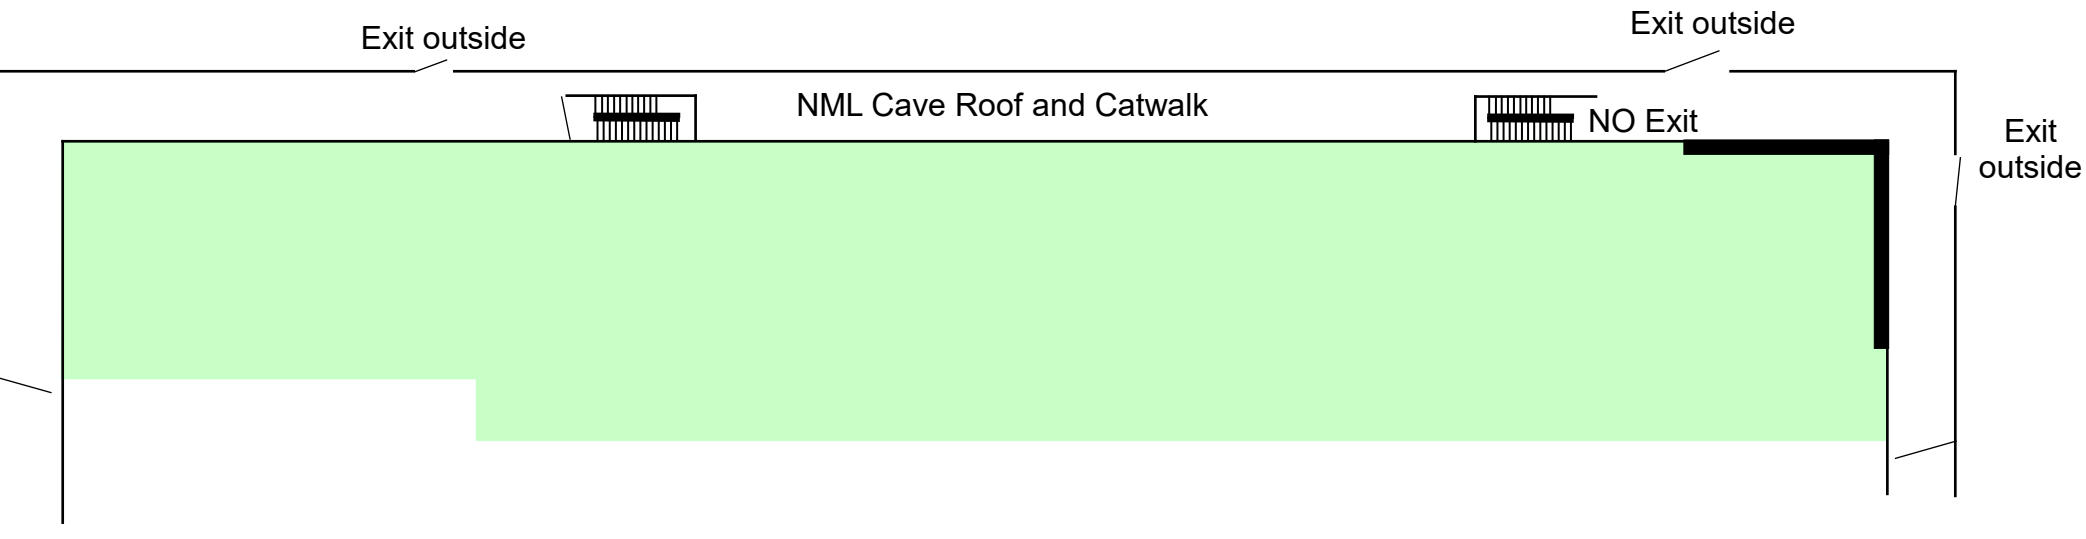 Exit outside
Exit outside
NML Cave Roof and Catwalk
NO Exit
Exit
outside